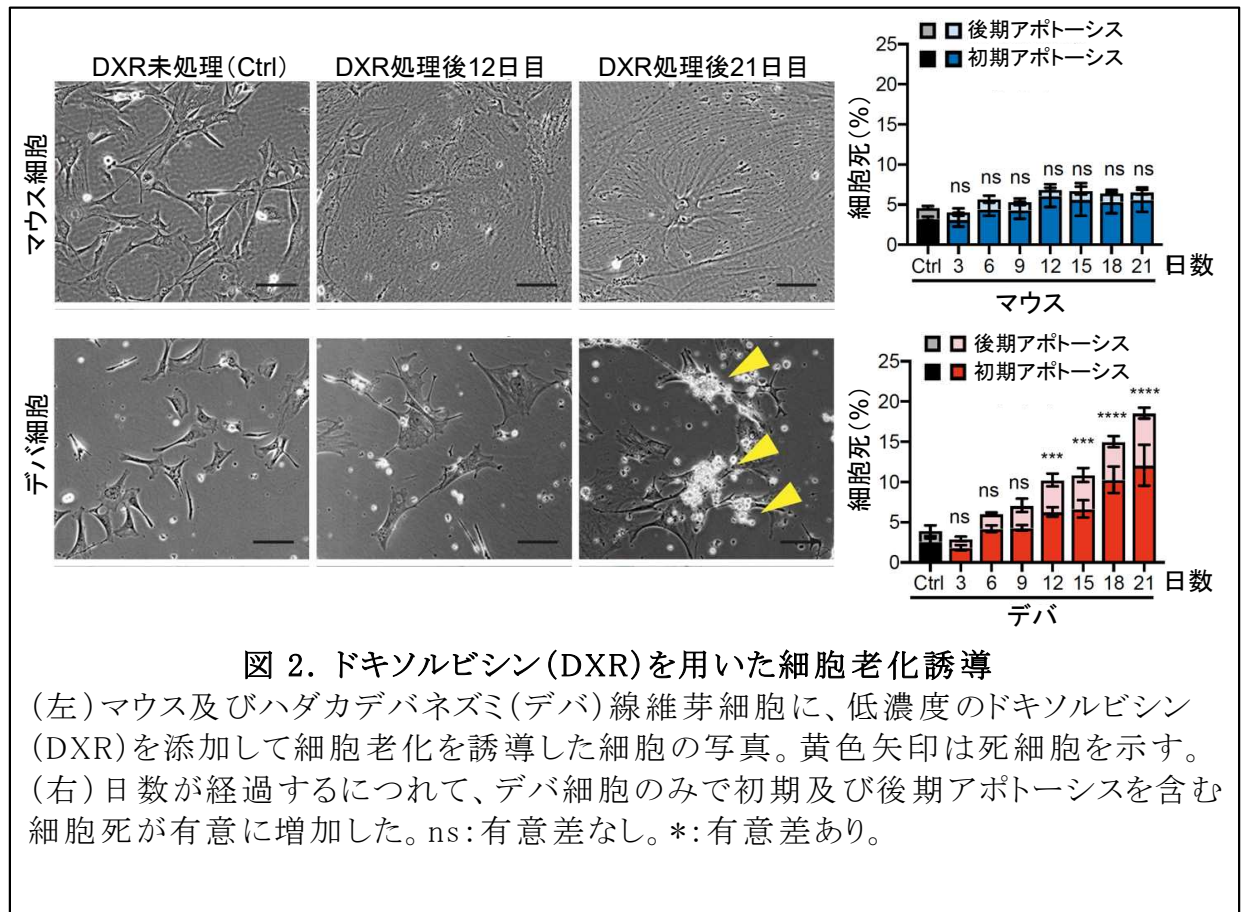 DXR未処理(Ctrl)
DXR処理後12日目
DXR処理後21日目
マウス細胞
デバ細胞
後期アポトーシス
初期アポトーシス
細胞死(%)
25
20
15
10
5
0
ns ns ns ns ns ns ns
Ctrl 3 6 9 12 15 18 21 日数
マウス
後期アポトーシス
初期アポトーシス
細胞死(%)
25
20
15
10
5
0
ns ns ns *** *** **** ****
Ctrl 3 6 9 12 15 18 21 日数
デバ
図 2. ドキソルビシン(DXR)を用いた細胞老化誘導
(左)マウス及びハダカデバネズミ(デバ)線維芽細胞に、低濃度のドキソルビシン
(DXR)を添加して細胞老化を誘導した細胞の写真。黄色矢印は死細胞を示す。
(右)日数が経過するにつれて、デバ細胞のみで初期及び後期アポトーシスを含む
細胞死が有意に増加した。ns:有意差なし。*:有意差あり。